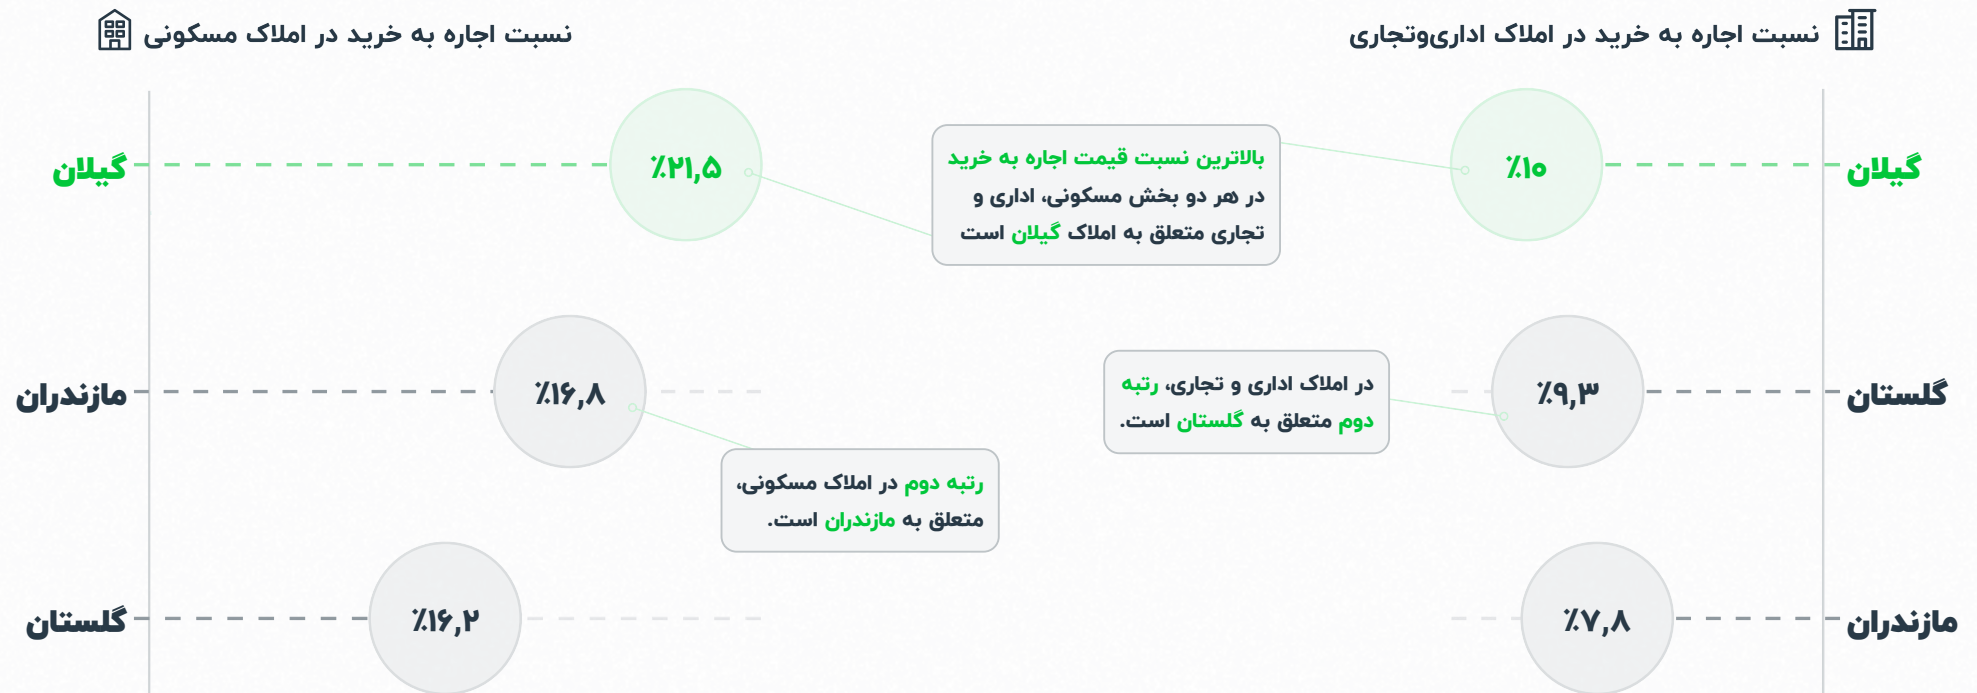 نسبت اجاره به خرید در املاک اداری‌وتجاری
نسبت اجاره به خرید در املاک مسکونی
گیلان
٪۱۰
بالاترین نسبت قیمت اجاره به خرید
در هر دو بخش مسکونی، اداری و
تجاری متعلق به املاک گیلان است
٪۲۱,۵
گیلان
گلستان
٪۹,۳
در املاک اداری و تجاری، رتبه
دوم متعلق به گلستان است.
٪۱۶,۸
مازندران
رتبه دوم در املاک مسکونی،
متعلق به مازندران است.
مازندران
٪۷,۸
٪۱۶,۲
گلستان